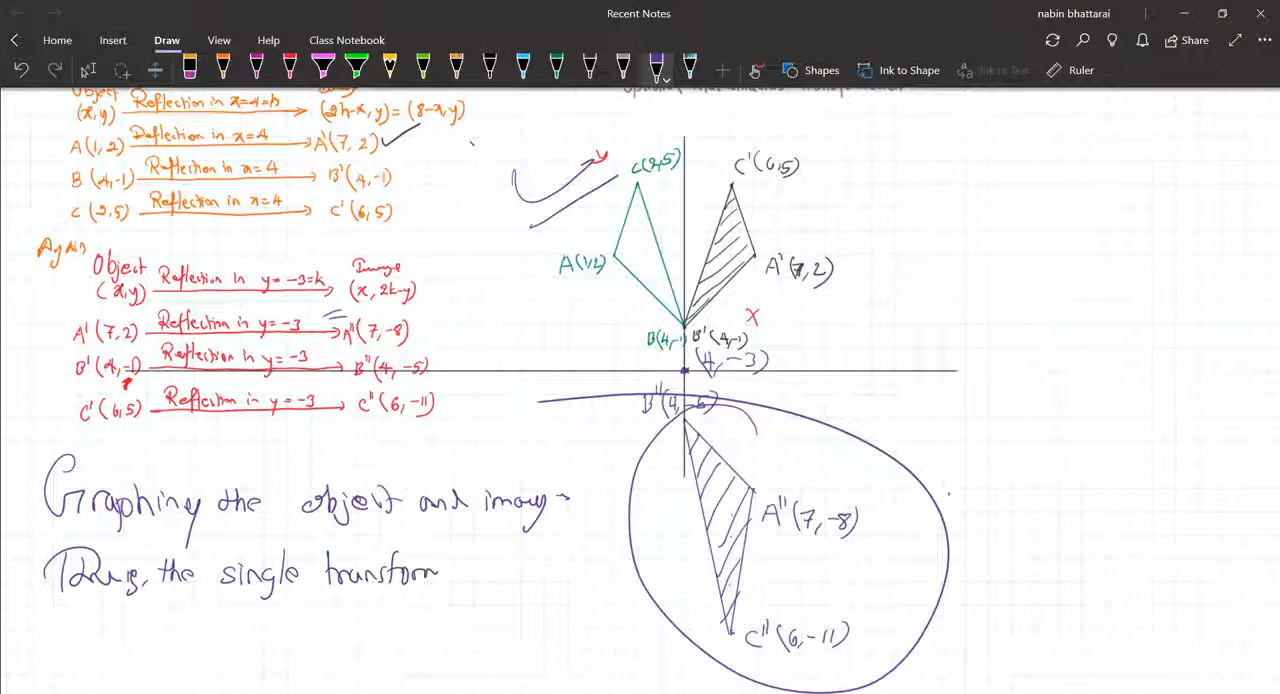 Recent Notes
nabin bhattarai
Home Insert Draw View Help Class Notebook
Share
Shapes Ink to Shape Ink to Text Ruler
Object
(x,y) Reflection in x=4=h (2h-x,y)=(8-x,y)
A(1,2) Reflection in x=4 A'(7,2)
B(4,-1) Reflection in x=4 B'(4,-1)
C(2,5) Reflection in x=4 C'(6,5)
Again
Object Reflection in y=-3=k Image
(x,y) (x,2k-y)
A'(7,2) Reflection in y=-3 A''(7,-8)
B'(4,-1) Reflection in y=-3 B''(4,-5)
C'(6,5) Reflection in y=-3 C''(6,-11)
Graphing the object and imag
Thus, the single transform
C(2,5)
C'(6,5)
A(1,2)
A'(7,2)
B(4,-1) B'(4,-1)
X
(4,-3)
A''(7,-8)
C''(6,-11)